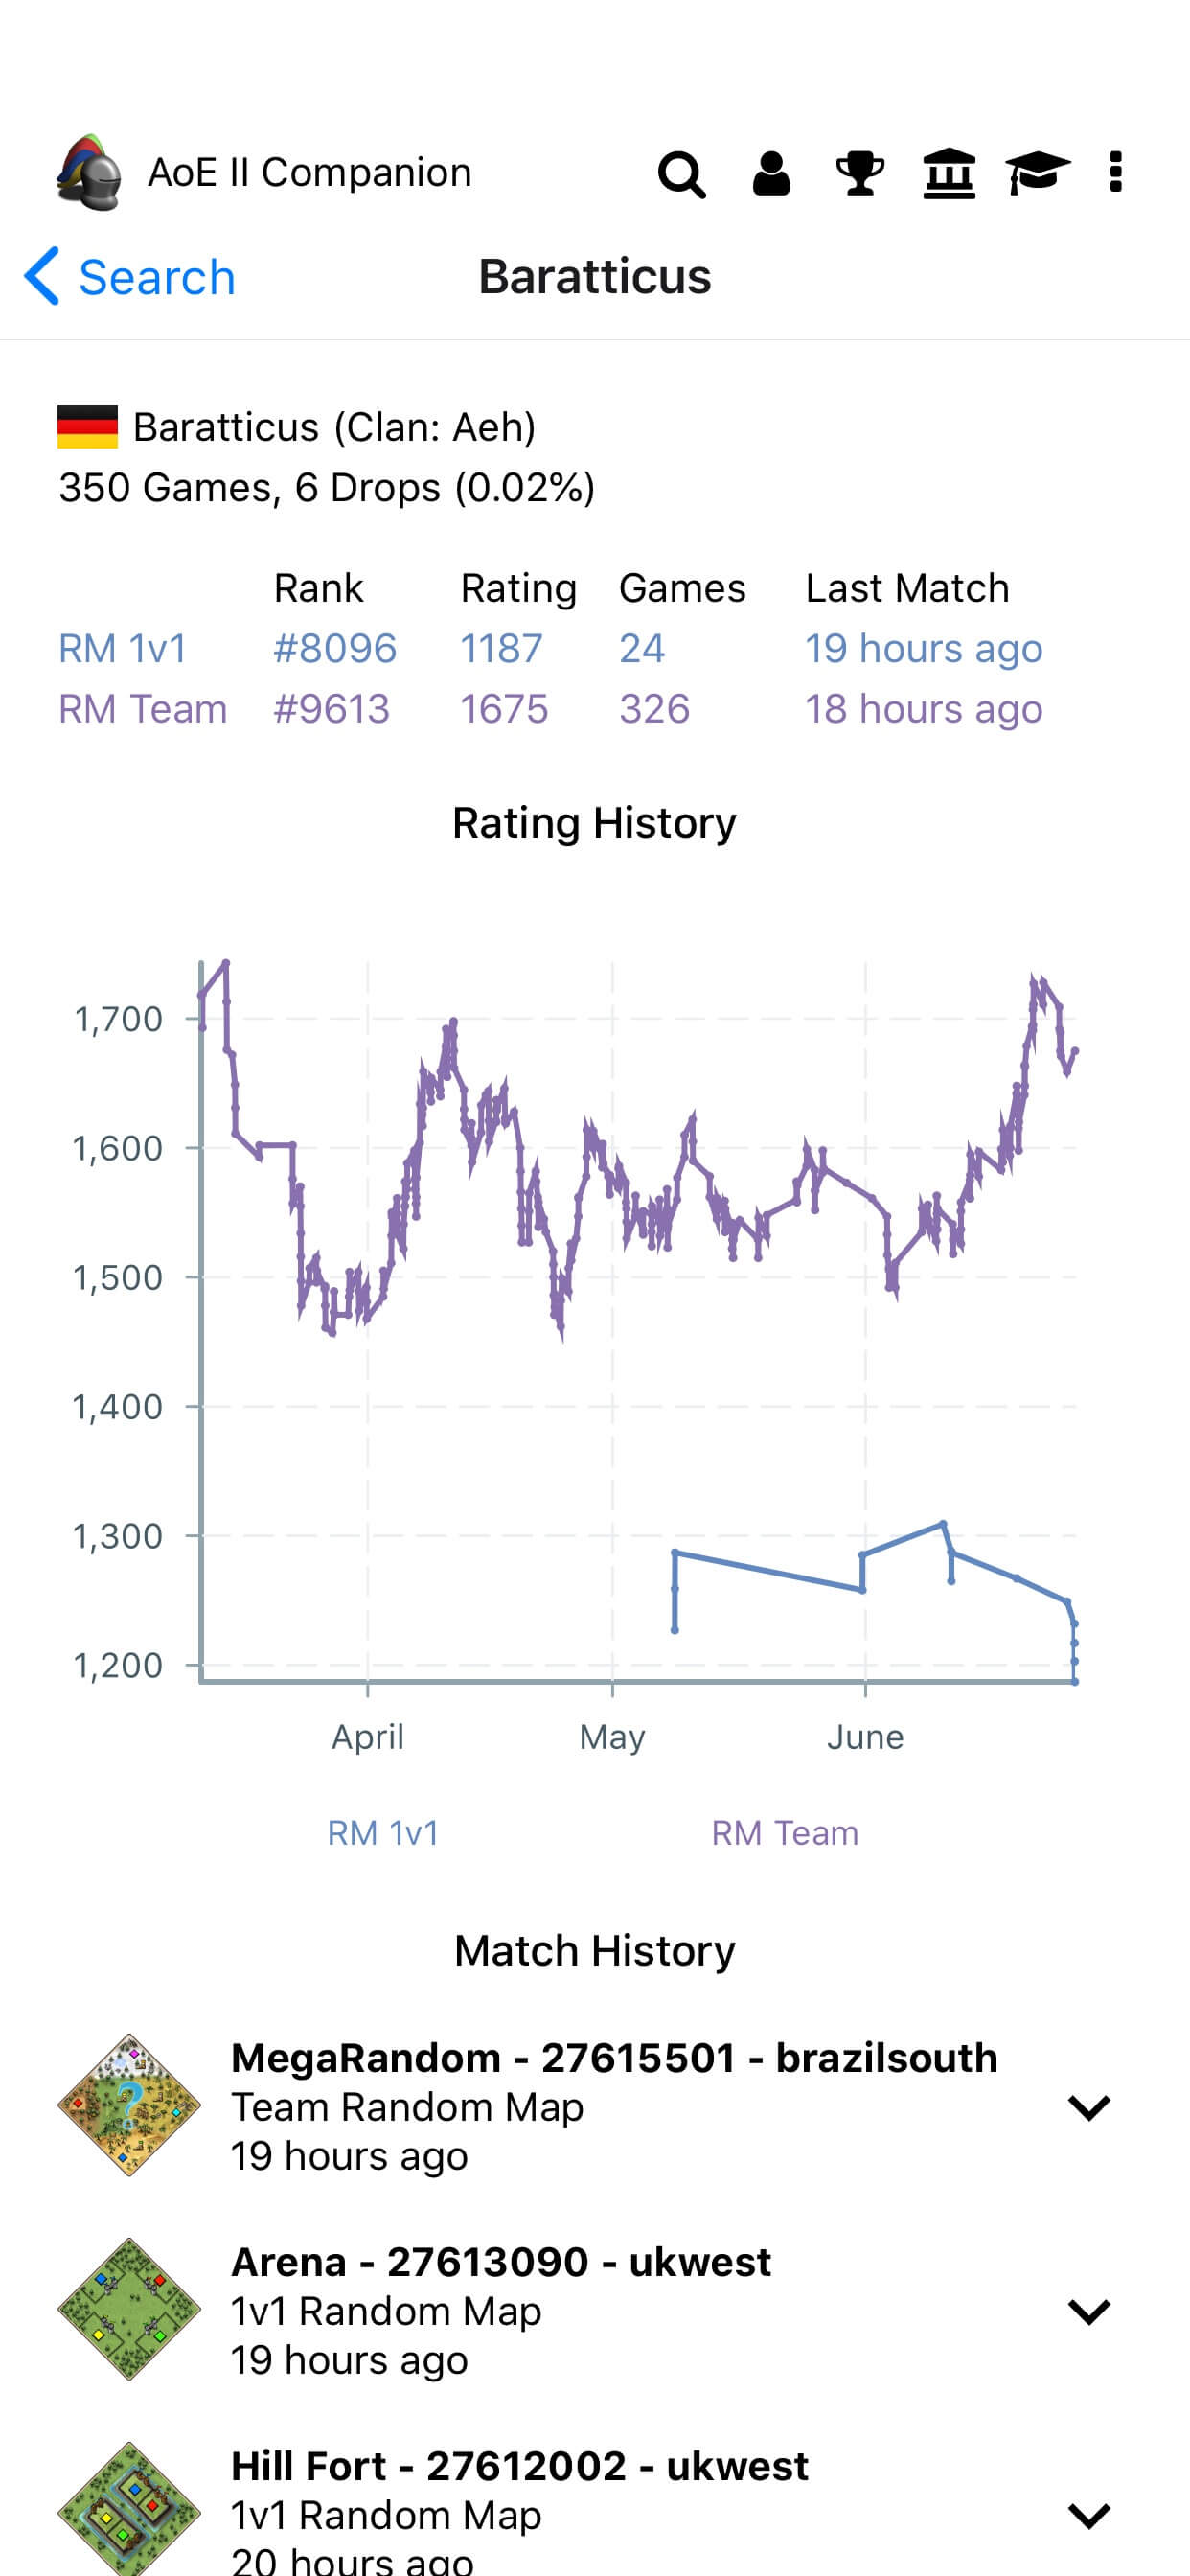 AoE II Companion
Search
Baratticus
Baratticus (Clan: Aeh)
350 Games, 6 Drops (0.02%)
Rank Rating Games Last Match
RM 1v1 #8096 1187 24 19 hours ago
RM Team #9613 1675 326 18 hours ago
Rating History
1,700
1,600
1,500
1,400
1,300
1,200
April May June
RM 1v1 RM Team
Match History
MegaRandom - 27615501 - brazilsouth
Team Random Map
19 hours ago
Arena - 27613090 - ukwest
1v1 Random Map
19 hours ago
Hill Fort - 27612002 - ukwest
1v1 Random Map
20 hours ago